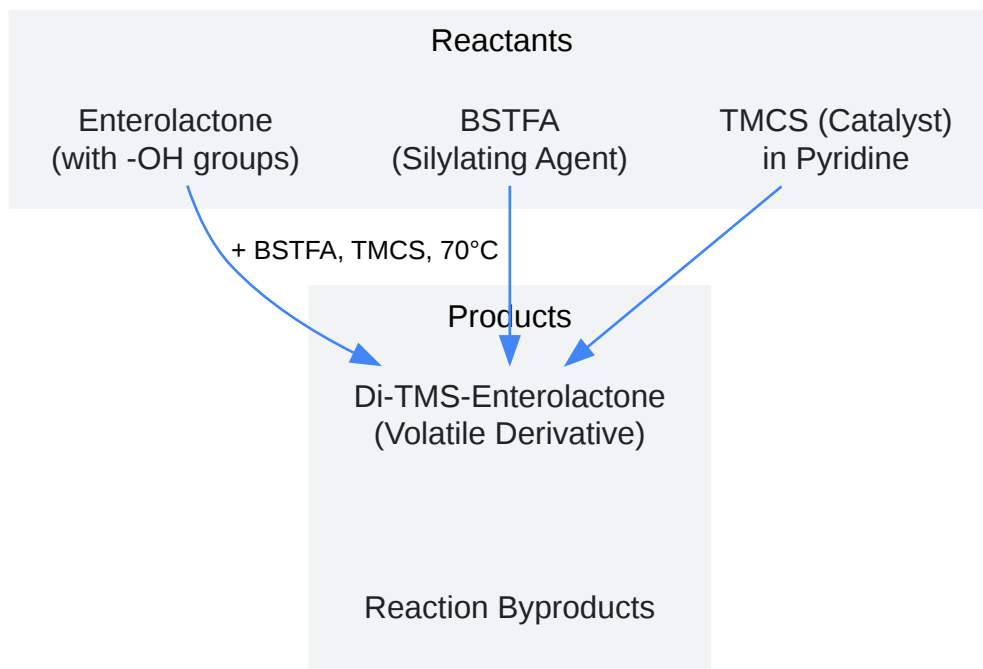 Reactants
Enterolactone
(with -OH groups)
BSTFA
(Silylating Agent)
TMCS (Catalyst)
in Pyridine
+ BSTFA, TMCS, 70°C
Products
Di-TMS-Enterolactone
(Volatile Derivative)
Reaction Byproducts